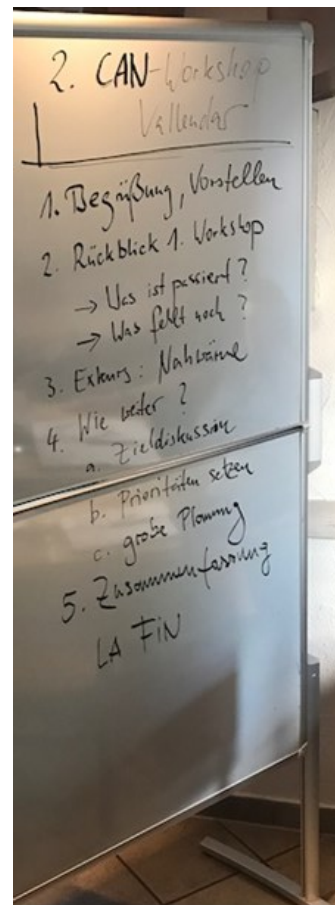 2. CAN-Workshop
Vallendar
1. Begrüßung, Vorstellen
2. Rückblick 1. Workshop
→ Was ist passiert?
→ Was fehlt noch?
3. Exkurs: Nahwärme
4. Wie weiter?
a. Zieldiskussion
b. Prioritäten setzen
c. grobe Planung
5. Zusammenfassung
LA FIN